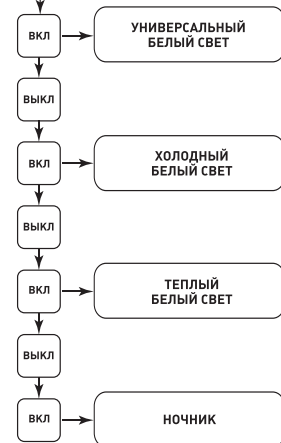 ВКЛ
УНИВЕРСАЛЬНЫЙ
БЕЛЫЙ СВЕТ
ВЫКЛ
ВКЛ
ХОЛОДНЫЙ
БЕЛЫЙ СВЕТ
ВЫКЛ
ВКЛ
ТЕПЛЫЙ
БЕЛЫЙ СВЕТ
ВЫКЛ
ВКЛ
НОЧНИК